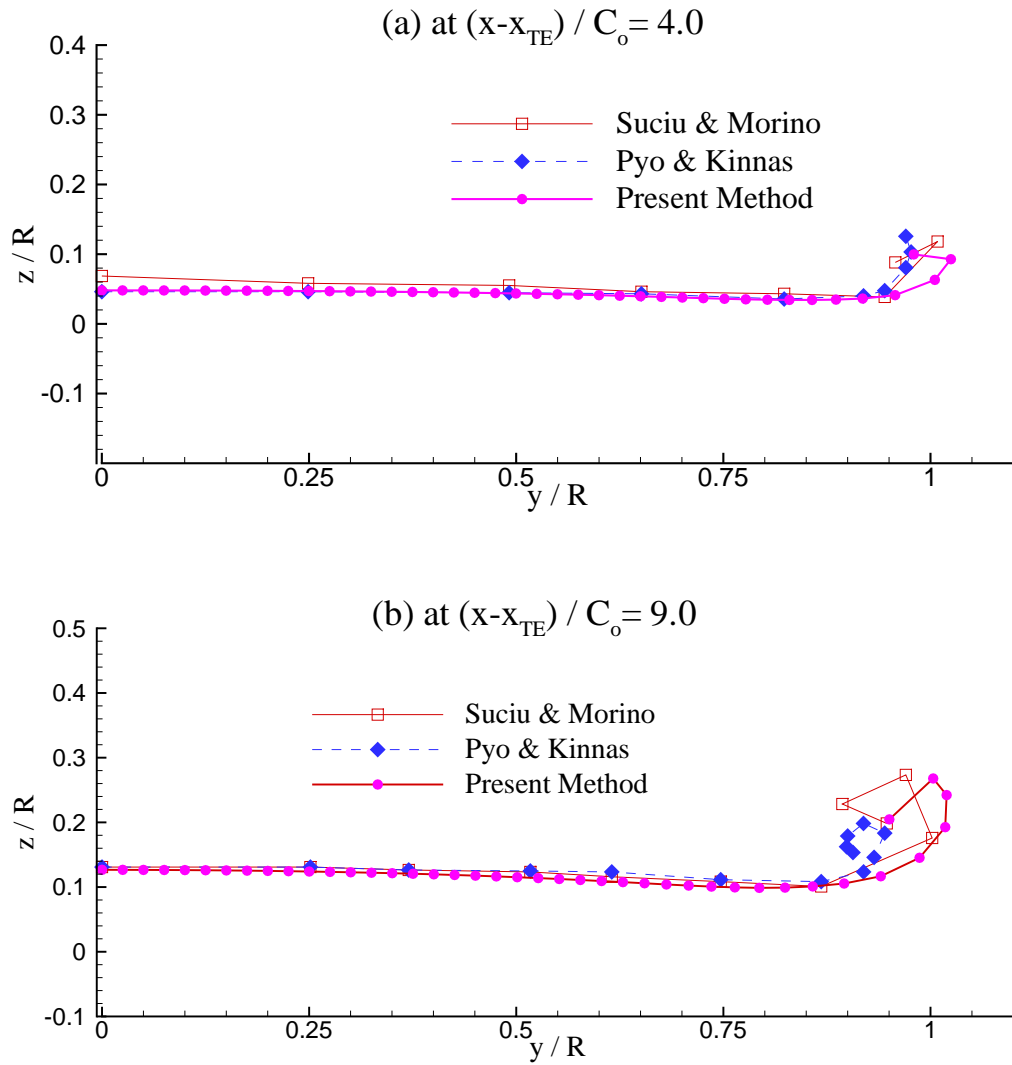 (a) at (x-x_TE) / C_o= 4.0
0.4
0.3
0.2
0.1
0
-0.1
z / R
Suciu & Morino
Pyo & Kinnas
Present Method
0
0.25
0.5
0.75
1
y / R
(b) at (x-x_TE) / C_o= 9.0
0.5
0.4
0.3
0.2
0.1
0
-0.1
z / R
Suciu & Morino
Pyo & Kinnas
Present Method
0
0.25
0.5
0.75
1
y / R